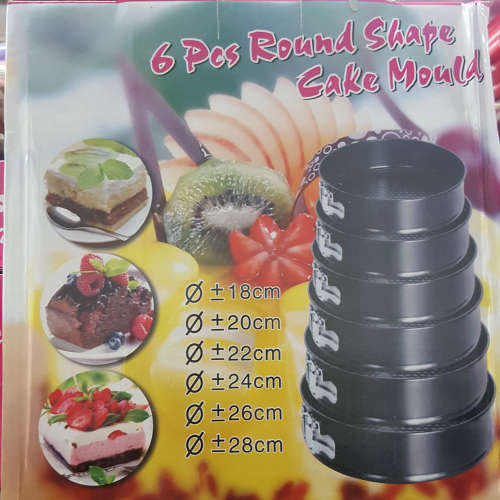 6 Pcs Round Shape
Cake Mould
Ø ±18cm
Ø ±20cm
Ø ±22cm
Ø ±24cm
Ø ±26cm
Ø ±28cm